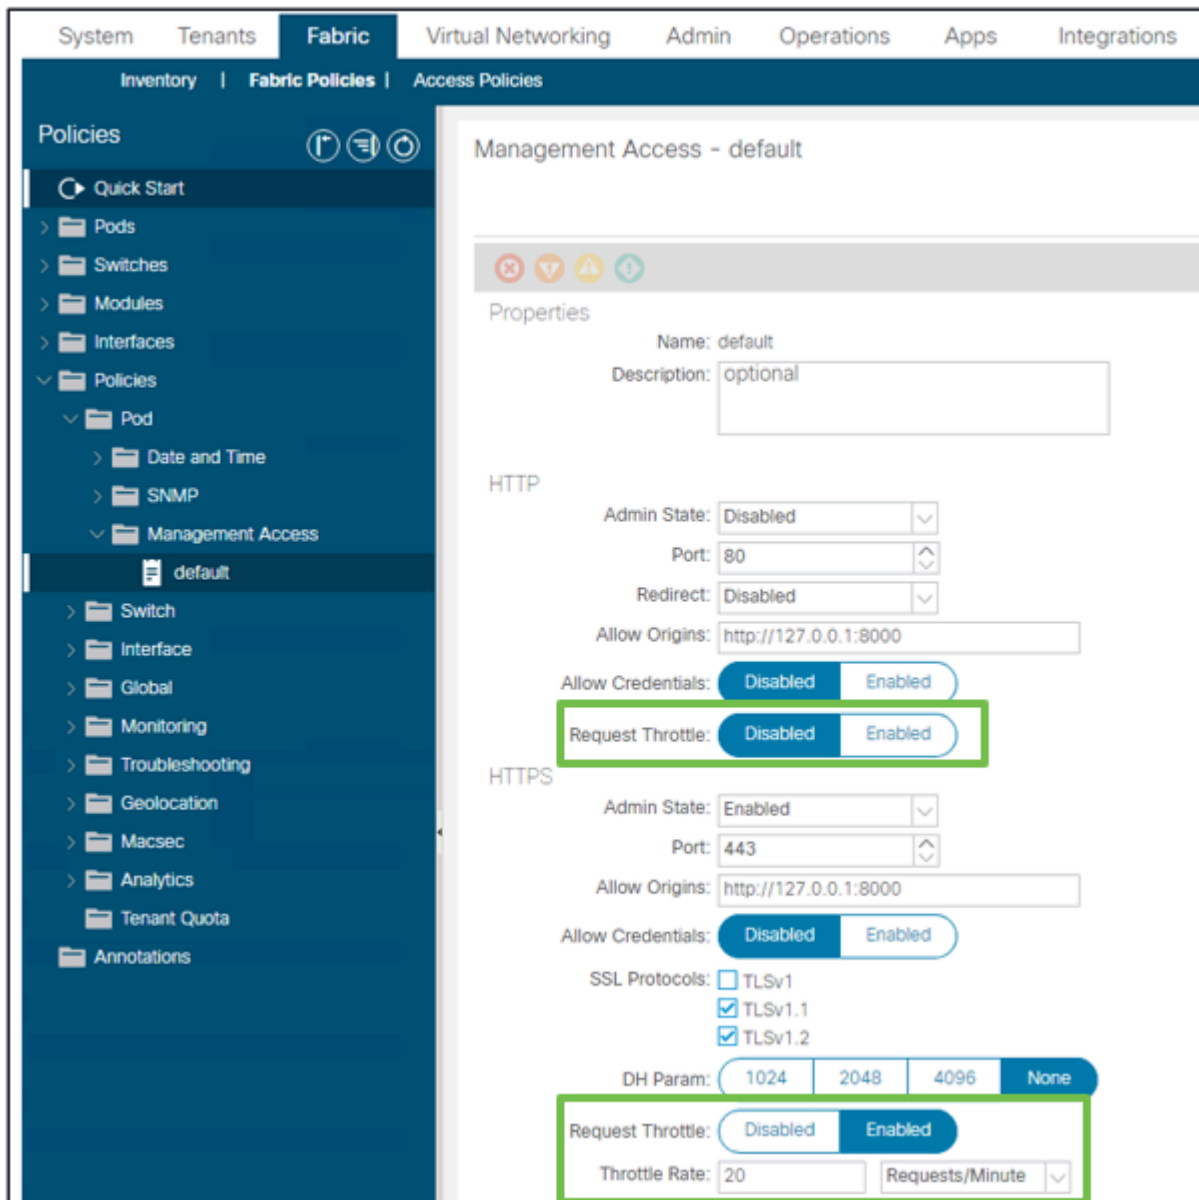 System Tenants Fabric Virtual Networking Admin Operations Apps Integrations
Inventory | Fabric Policies | Access Policies
Policies
Quick Start
Pods
Switches
Modules
Interfaces
Policies
Pod
Date and Time
SNMP
Management Access
default
Switch
Interface
Global
Monitoring
Troubleshooting
Geolocation
Macsec
Analytics
Tenant Quota
Annotations
Management Access - default
Properties
Name: default
Description: optional
HTTP
Admin State: Disabled
Port: 80
Redirect: Disabled
Allow Origins: http://127.0.0.1:8000
Allow Credentials: Disabled Enabled
Request Throttle: Disabled Enabled
HTTPS
Admin State: Enabled
Port: 443
Allow Origins: http://127.0.0.1:8000
Allow Credentials: Disabled Enabled
SSL Protocols: TLSv1
TLSv1.1
TLSv1.2
DH Param: 1024 2048 4096 None
Request Throttle: Disabled Enabled
Throttle Rate: 20 Requests/Minute